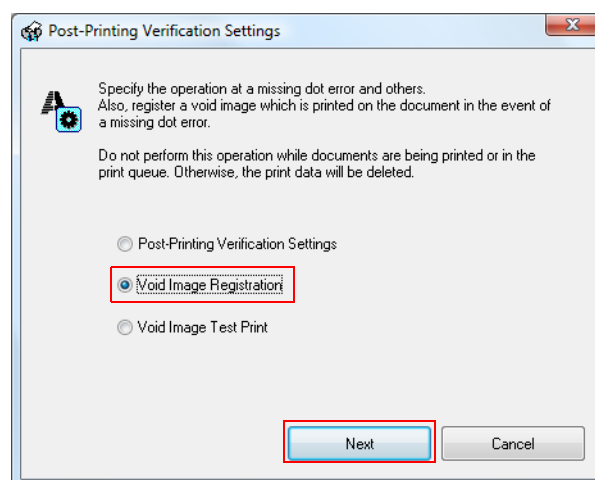 Post-Printing Verification Settings
Specify the operation at a missing dot error and others.
Also, register a void image which is printed on the document in the event of
a missing dot error.
Do not perform this operation while documents are being printed or in the
print queue. Otherwise, the print data will be deleted.
Post-Printing Verification Settings
Void Image Registration
Void Image Test Print
Next
Cancel